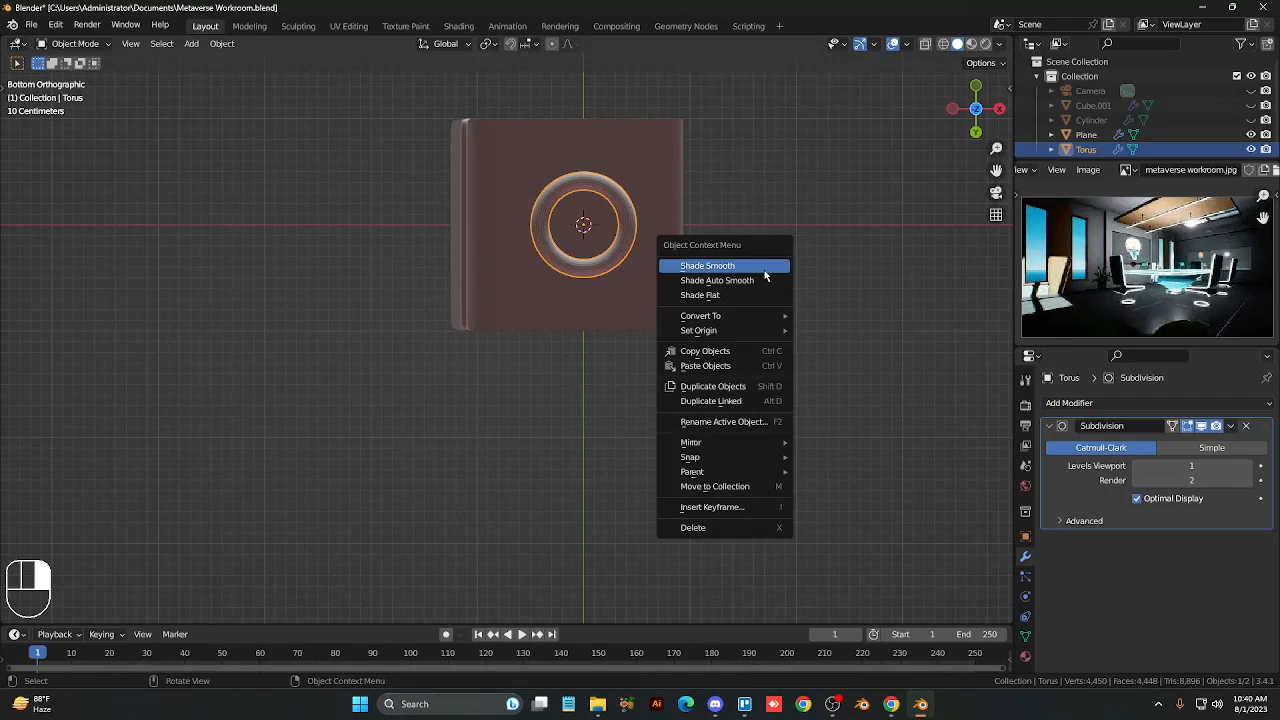 Blender* [C:\Users\Administrator\Documents\Metaverse Workroom.blend]
File Edit Render Window Help Layout Modeling Sculpting UV Editing Texture Paint Shading Animation Rendering Compositing Geometry Nodes Scripting + Scene ViewLayer
Object Mode View Select Add Object Global
Options
Bottom Orthographic
(1) Collection | Torus
10 Centimeters
Z X Y
Scene Collection
Collection
Camera
Cube.001
Cylinder
Plane
Torus
View Image metaverse workroom.jpg
Object Context Menu
Shade Smooth
Shade Auto Smooth
Shade Flat
Convert To
Set Origin
Copy Objects Ctrl C
Paste Objects Ctrl V
Duplicate Objects Shift D
Duplicate Linked Alt D
Rename Active Object... F2
Mirror
Snap
Parent
Move to Collection M
Insert Keyframe... I
Delete X
Torus > Subdivision
Add Modifier
Subdivision
Catmull-Clark Simple
Levels Viewport 1
Render 2
Optimal Display
Advanced
Playback Keying View Marker 1 Start 1 End 250
1 10 20 30 40 50 60 70 80 90 100 110 120 130 140 150 160 170 180 190 200 210 220 230 240 250
Select Rotate View Object Context Menu Collection | Torus | Verts:4,450 | Faces:4,448 | Tris:8,896 | Objects:1/2 | 3.4.1
88°F
Haze
Search
10:40 AM
8/1/2023